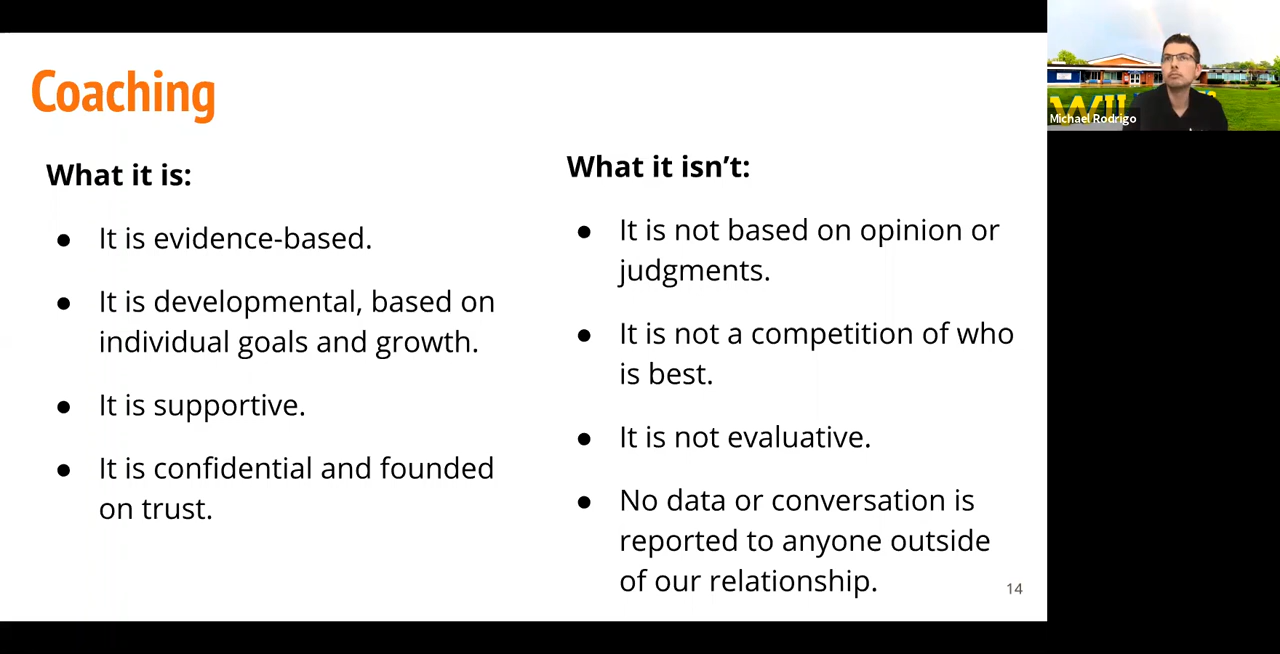 Coaching
What it is:
● It is evidence-based.
● It is developmental, based on
individual goals and growth.
● It is supportive.
● It is confidential and founded
on trust.
What it isn’t:
● It is not based on opinion or
judgments.
● It is not a competition of who
is best.
● It is not evaluative.
● No data or conversation is
reported to anyone outside
of our relationship.
14
Michael Rodrigo